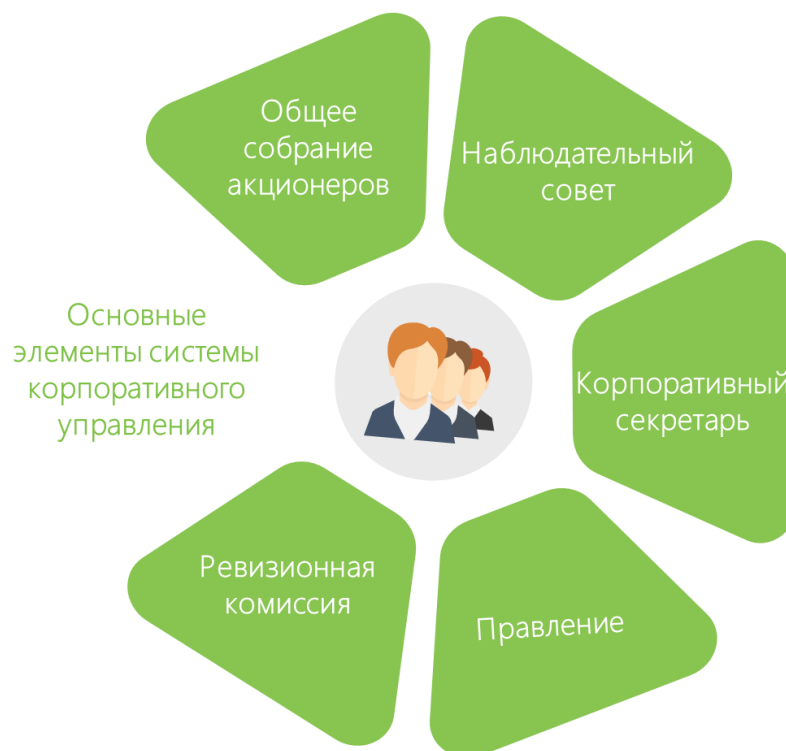 Общее
собрание
акционеров
Наблюдательный
совет
Основные
элементы системы
корпоративного
управления
Корпоративный
секретарь
Ревизионная
комиссия
Правление